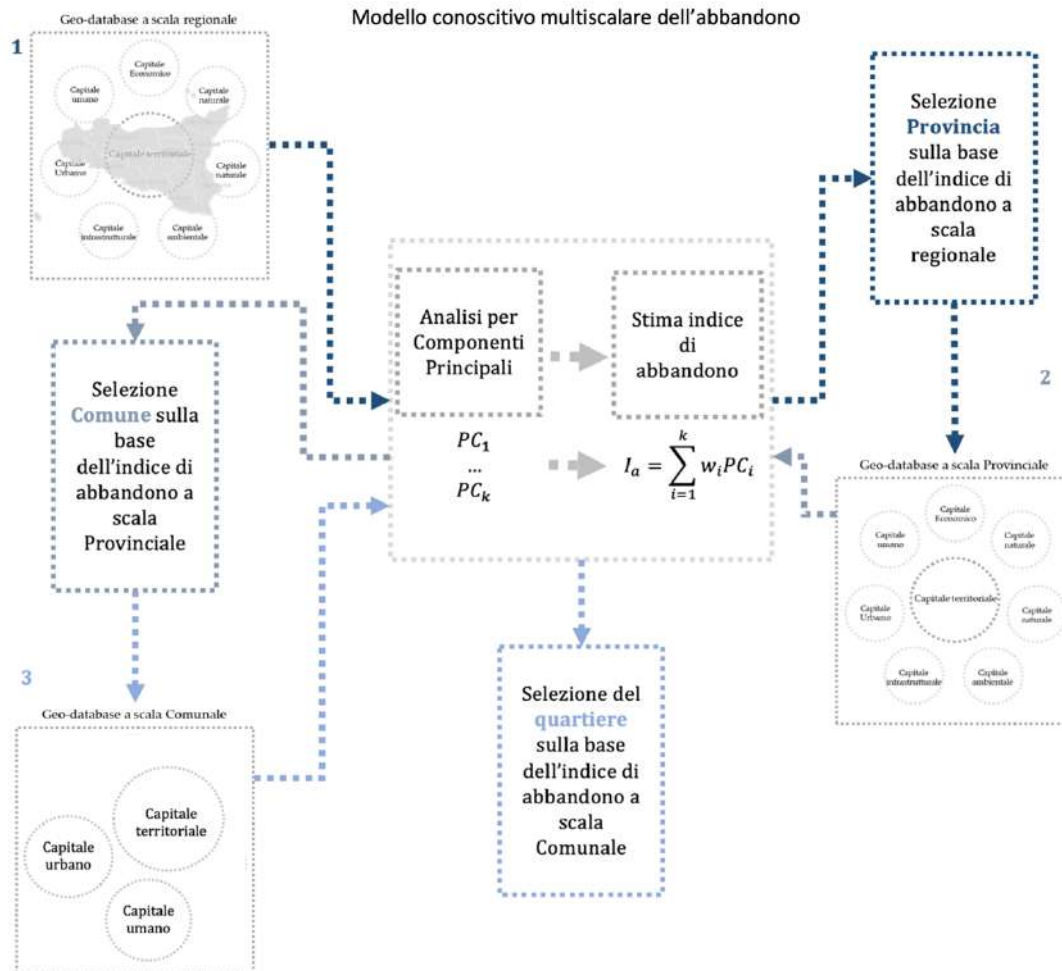 Modello conoscitivo multiscalare dell'abbandono
Geo-database a scala regionale
1
Capitale
Economico
Capitale
umano
Capitale
naturale
Capitale territoriale
Capitale
Urbano
Capitale
naturale
Capitale
infrastrutturale
Capitale
ambientale
Selezione
Provincia
sulla base
dell'indice di
abbandono a
scala
regionale
Analisi per
Componenti
Principali
Stima indice
di
abbandono
PC₁
...
PCₖ
Iₐ = ∑ᵢ₌₁ᵏ wᵢPCᵢ
Selezione
Comune sulla
base
dell'indice di
abbandono a
scala
Provinciale
2
Geo-database a scala Provinciale
Capitale
Economico
Capitale
umano
Capitale
naturale
Capitale territoriale
Capitale
Urbano
Capitale
naturale
Capitale
infrastrutturale
Capitale
ambientale
3
Geo-database a scala Comunale
Capitale
territoriale
Capitale
urbano
Capitale
umano
Selezione del
quartiere
sulla base
dell'indice di
abbandono a
scala
Comunale